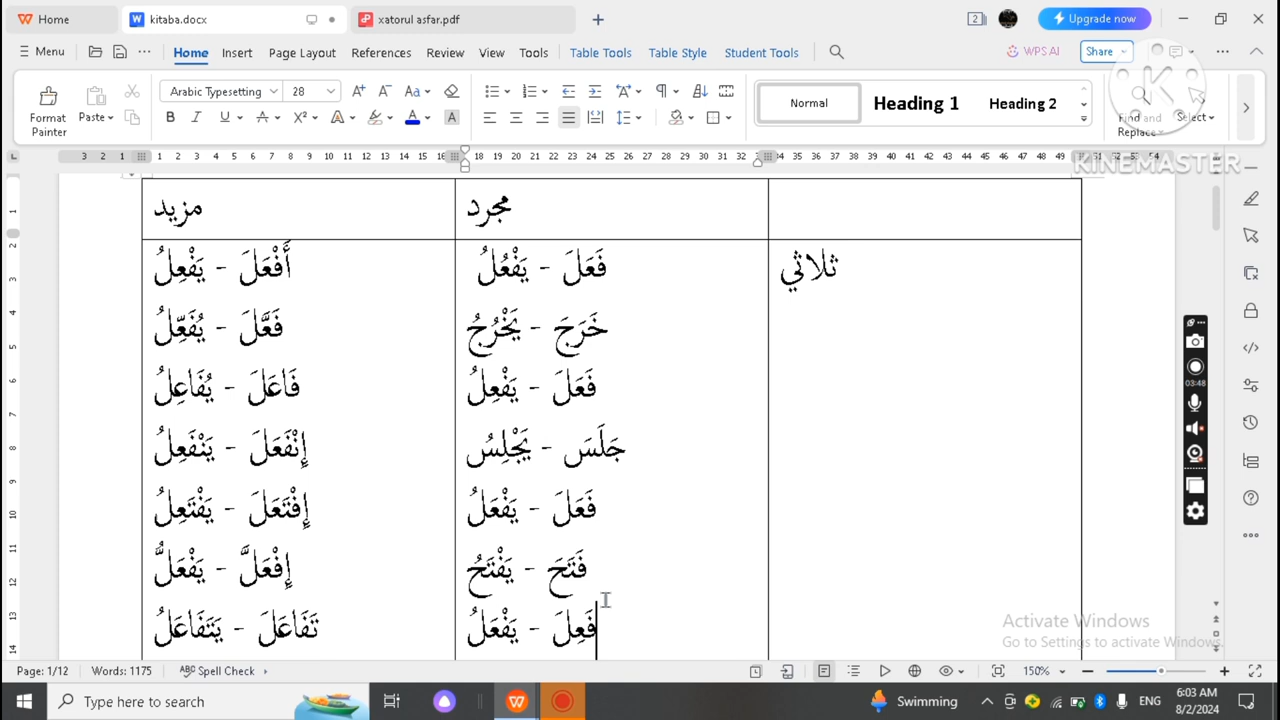 Home kitaba.docx xatorul asfar.pdf + 2 Upgrade now
Menu Home Insert Page Layout References Review View Tools Table Tools Table Style Student Tools WPS AI Share
Format Painter Paste Arabic Typesetting 28 Normal Heading 1 Heading 2 Find and Replace Select
KINEMASTER
مجرد مزيد
ثلاثي فَعَلَ - يَفْعُلُ أَفْعَلَ - يَفْعِلُ
خَرَجَ - يَخْرُجُ فَعَّلَ - يُفَعِّلُ
فَعَلَ - يَفْعِلُ فَاعَلَ - يُفَاعِلُ
جَلَسَ - يَجْلِسُ إِنْفَعَلَ - يَنْفَعِلُ
فَعَلَ - يَفْعَلُ إِفْتَعَلَ - يَفْتَعِلُ
فَتَحَ - يَفْتَحُ إِفْعَلَّ - يَفْعَلُّ
فَعِلَ - يَفْعَلُ تَفَاعَلَ - يَتَفَاعَلُ
03:48
Activate Windows
Go to Settings to activate Windows.
Page: 1/12 Words: 1175 Spell Check 150%
Type here to search Swimming ENG 6:03 AM
8/2/2024